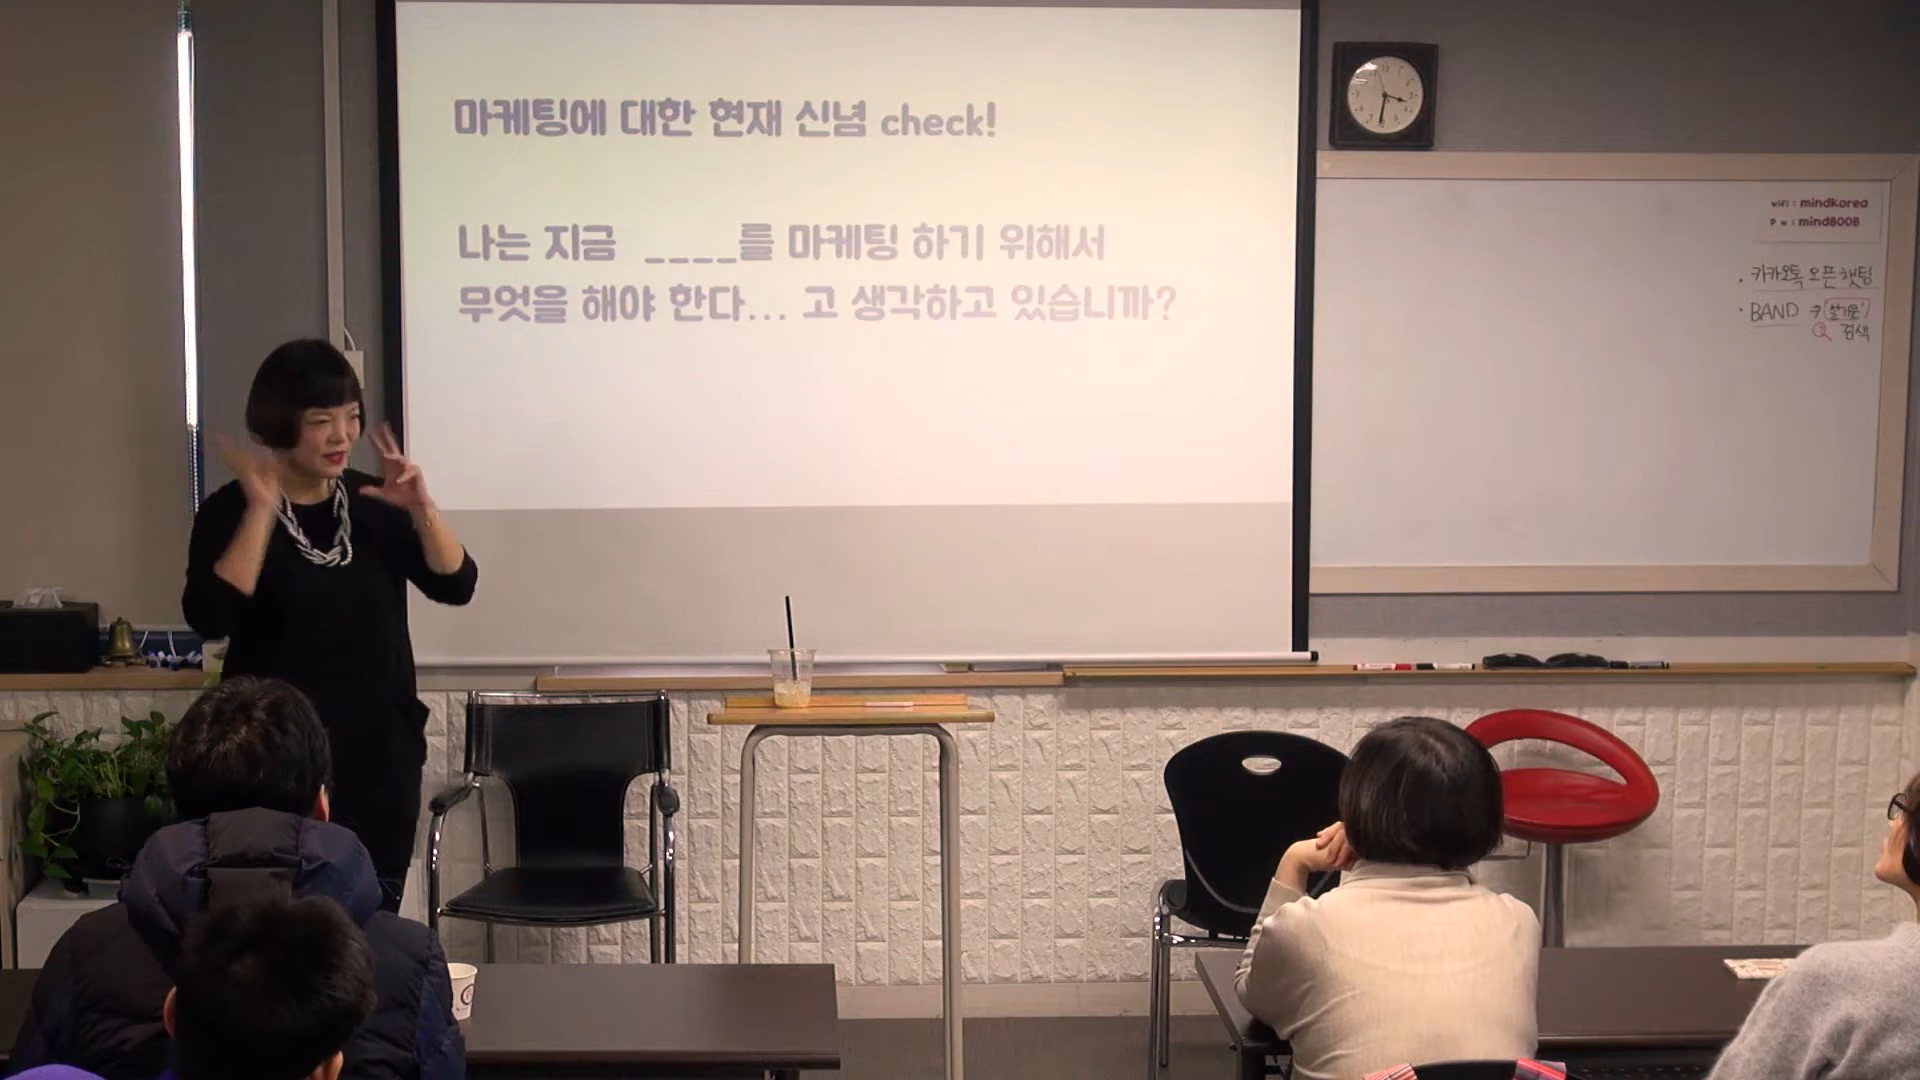 마케팅에 대한 현재 신념 check!
나는 지금 ____를 마케팅 하기 위해서
무엇을 해야 한다... 고 생각하고 있습니까?
wifi : mindkorea
P w : mind8008
· 카카오톡 오픈챗팅
· BAND
검색